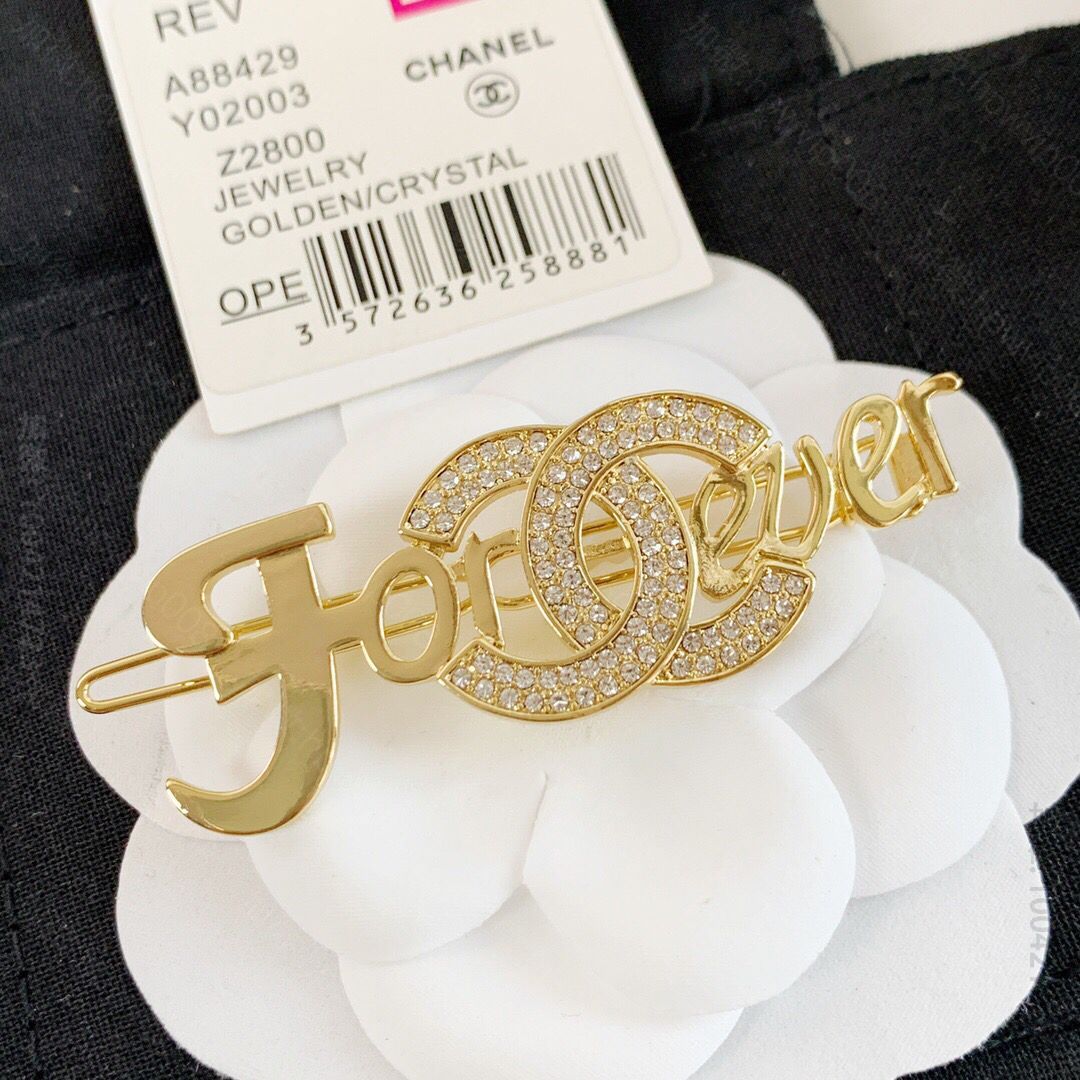 REV
A88429
Y02003
Z2800
JEWELRY
GOLDEN/CRYSTAL
OPE
CHANEL
3 572636 258881
Forever